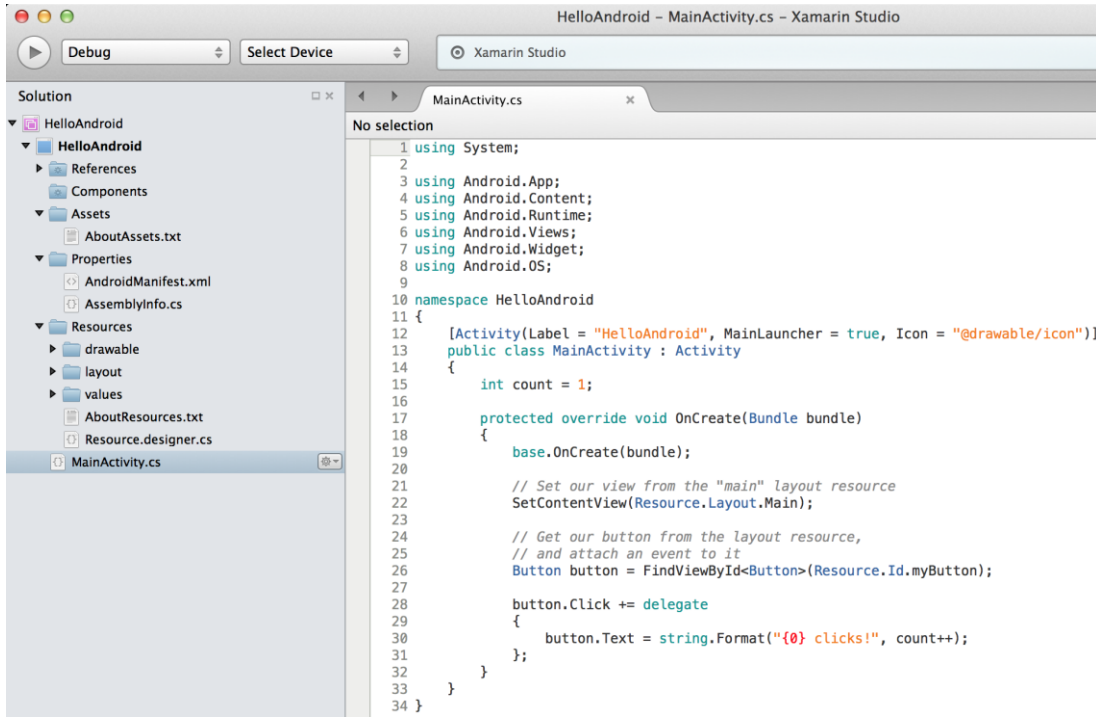 HelloAndroid – MainActivity.cs – Xamarin Studio
Debug
Select Device
Xamarin Studio
Solution
HelloAndroid
HelloAndroid
References
Components
Assets
AboutAssets.txt
Properties
AndroidManifest.xml
AssemblyInfo.cs
Resources
drawable
layout
values
AboutResources.txt
Resource.designer.cs
MainActivity.cs
MainActivity.cs
No selection
1 using System;
2
3 using Android.App;
4 using Android.Content;
5 using Android.Runtime;
6 using Android.Views;
7 using Android.Widget;
8 using Android.OS;
9
10 namespace HelloAndroid
11 {
12     [Activity(Label = "HelloAndroid", MainLauncher = true, Icon = "@drawable/icon")]
13     public class MainActivity : Activity
14     {
15         int count = 1;
16
17         protected override void OnCreate(Bundle bundle)
18         {
19             base.OnCreate(bundle);
20
21             // Set our view from the "main" layout resource
22             SetContentView(Resource.Layout.Main);
23
24             // Get our button from the layout resource,
25             // and attach an event to it
26             Button button = FindViewById<Button>(Resource.Id.myButton);
27
28             button.Click += delegate
29             {
30                 button.Text = string.Format("{0} clicks!", count++);
31             };
32         }
33     }
34 }